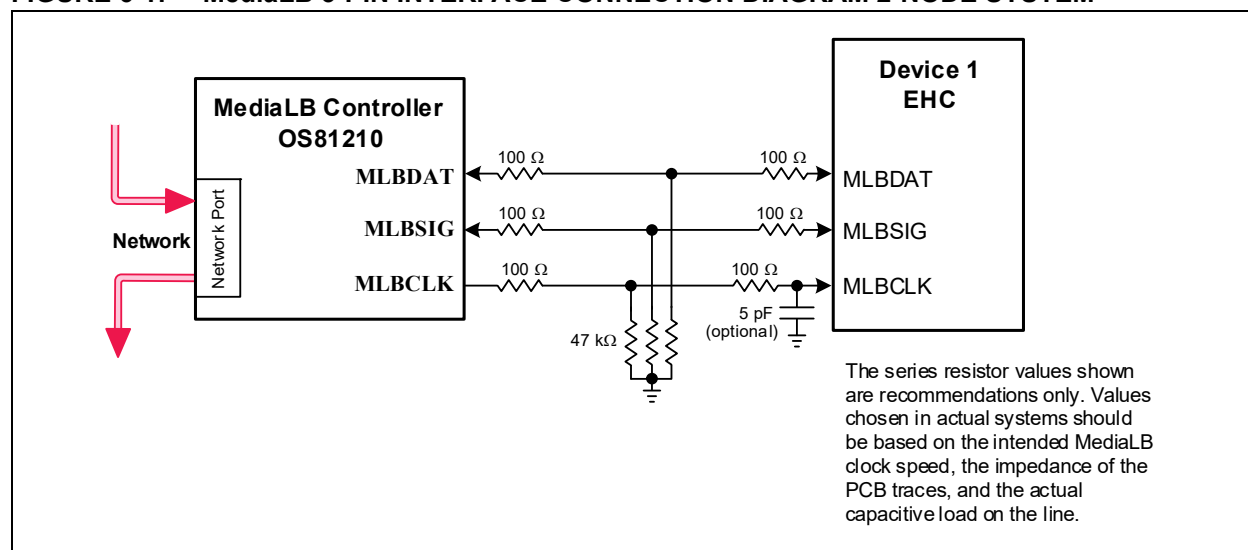 MediaLB Controller
OS81210
Network Port
Network
MLBDAT
MLBSIG
MLBCLK
100 Ω
100 Ω
100 Ω
100 Ω
100 Ω
100 Ω
47 kΩ
5 pF
(optional)
Device 1
EHC
MLBDAT
MLBSIG
MLBCLK
The series resistor values shown
are recommendations only. Values
chosen in actual systems should
be based on the intended MediaLB
clock speed, the impedance of the
PCB traces, and the actual
capacitive load on the line.